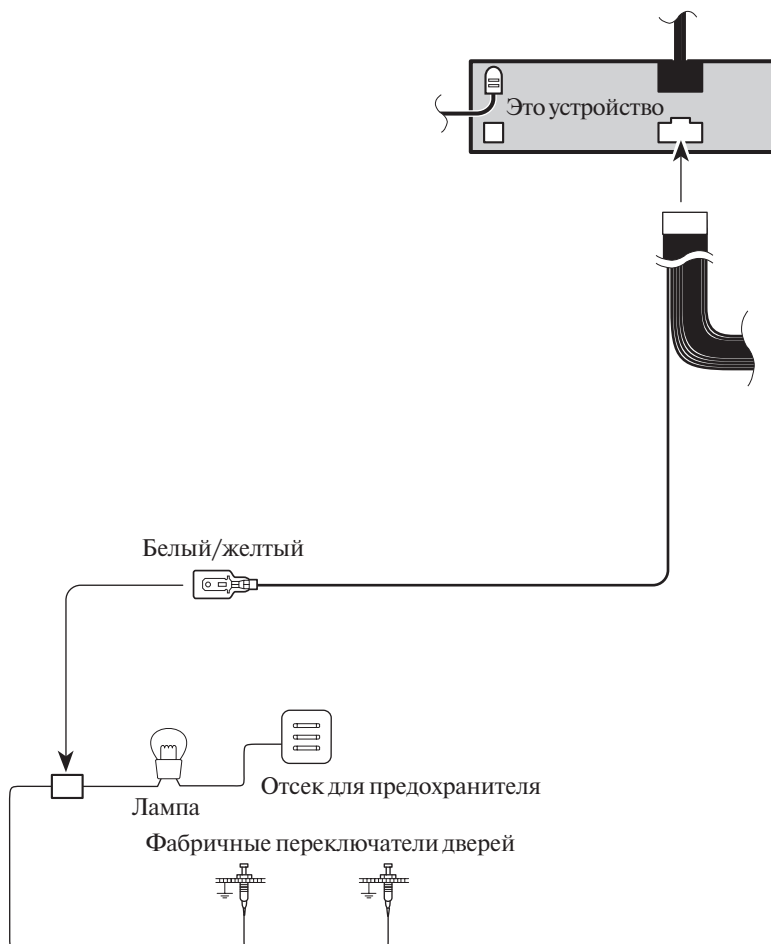 Это устройство
Белый/желтый
Отсек для предохранителя
Лампа
Фабричные переключатели дверей